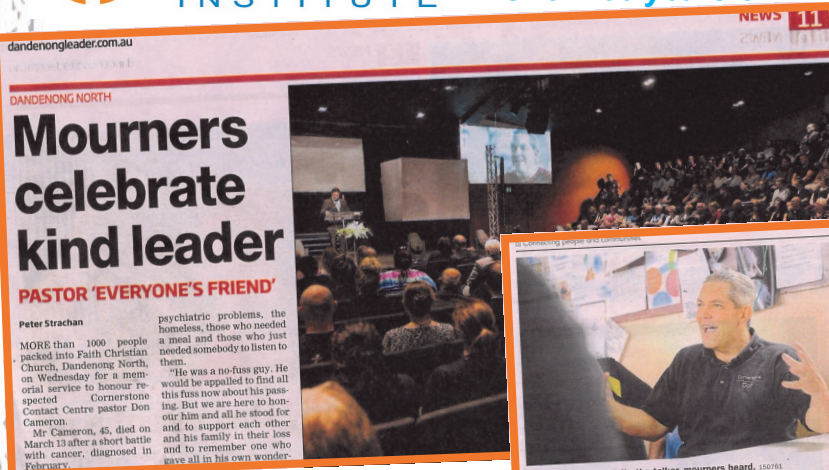 INSTITUTE
dandenongleader.com.au
NEWS 11
DANDENONG NORTH
Mourners
celebrate
kind leader
PASTOR 'EVERYONE'S FRIEND'
Peter Strachan
MORE than 1000 people
packed into Faith Christian
Church, Dandenong North,
on Wednesday for a mem-
orial service to honour re-
spected Cornerstone
Contact Centre pastor Don
Cameron.
Mr Cameron, 45, died on
March 13 after a short battle
with cancer, diagnosed in
February.
psychiatric problems, the
homeless, those who needed
a meal and those who just
needed somebody to listen to
them.
"He was a no-fuss guy. He
would be appalled to find all
this fuss now about his pass-
ing. But we are here to hon-
our him and all he stood for
and to support each other
and his family in their loss
and to remember one who
gave all in his own wonder-
Connecting people and communities
Don
mourners heard. 150761